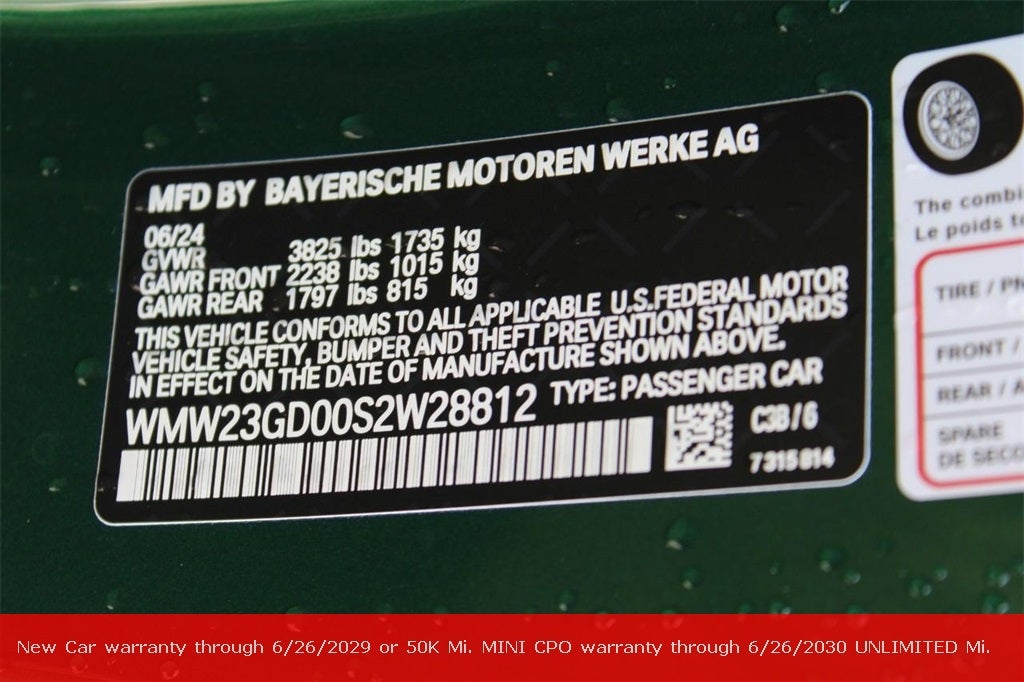 MFD BY BAYERISCHE MOTOREN WERKE AG
06/24
GVWR 3825 lbs 1735 kg
GAWR FRONT 2238 lbs 1015 kg
GAWR REAR 1797 lbs 815 kg
THIS VEHICLE CONFORMS TO ALL APPLICABLE U.S.FEDERAL MOTOR
VEHICLE SAFETY, BUMPER AND THEFT PREVENTION STANDARDS
IN EFFECT ON THE DATE OF MANUFACTURE SHOWN ABOVE.
WMW23GD00S2W28812 TYPE: PASSENGER CAR
C3B/6
7315814
The combi
Le poids to
TIRE / PN
FRONT /
REAR / A
SPARE
DE SECO
New Car warranty through 6/26/2029 or 50K Mi. MINI CPO warranty through 6/26/2030 UNLIMITED Mi.